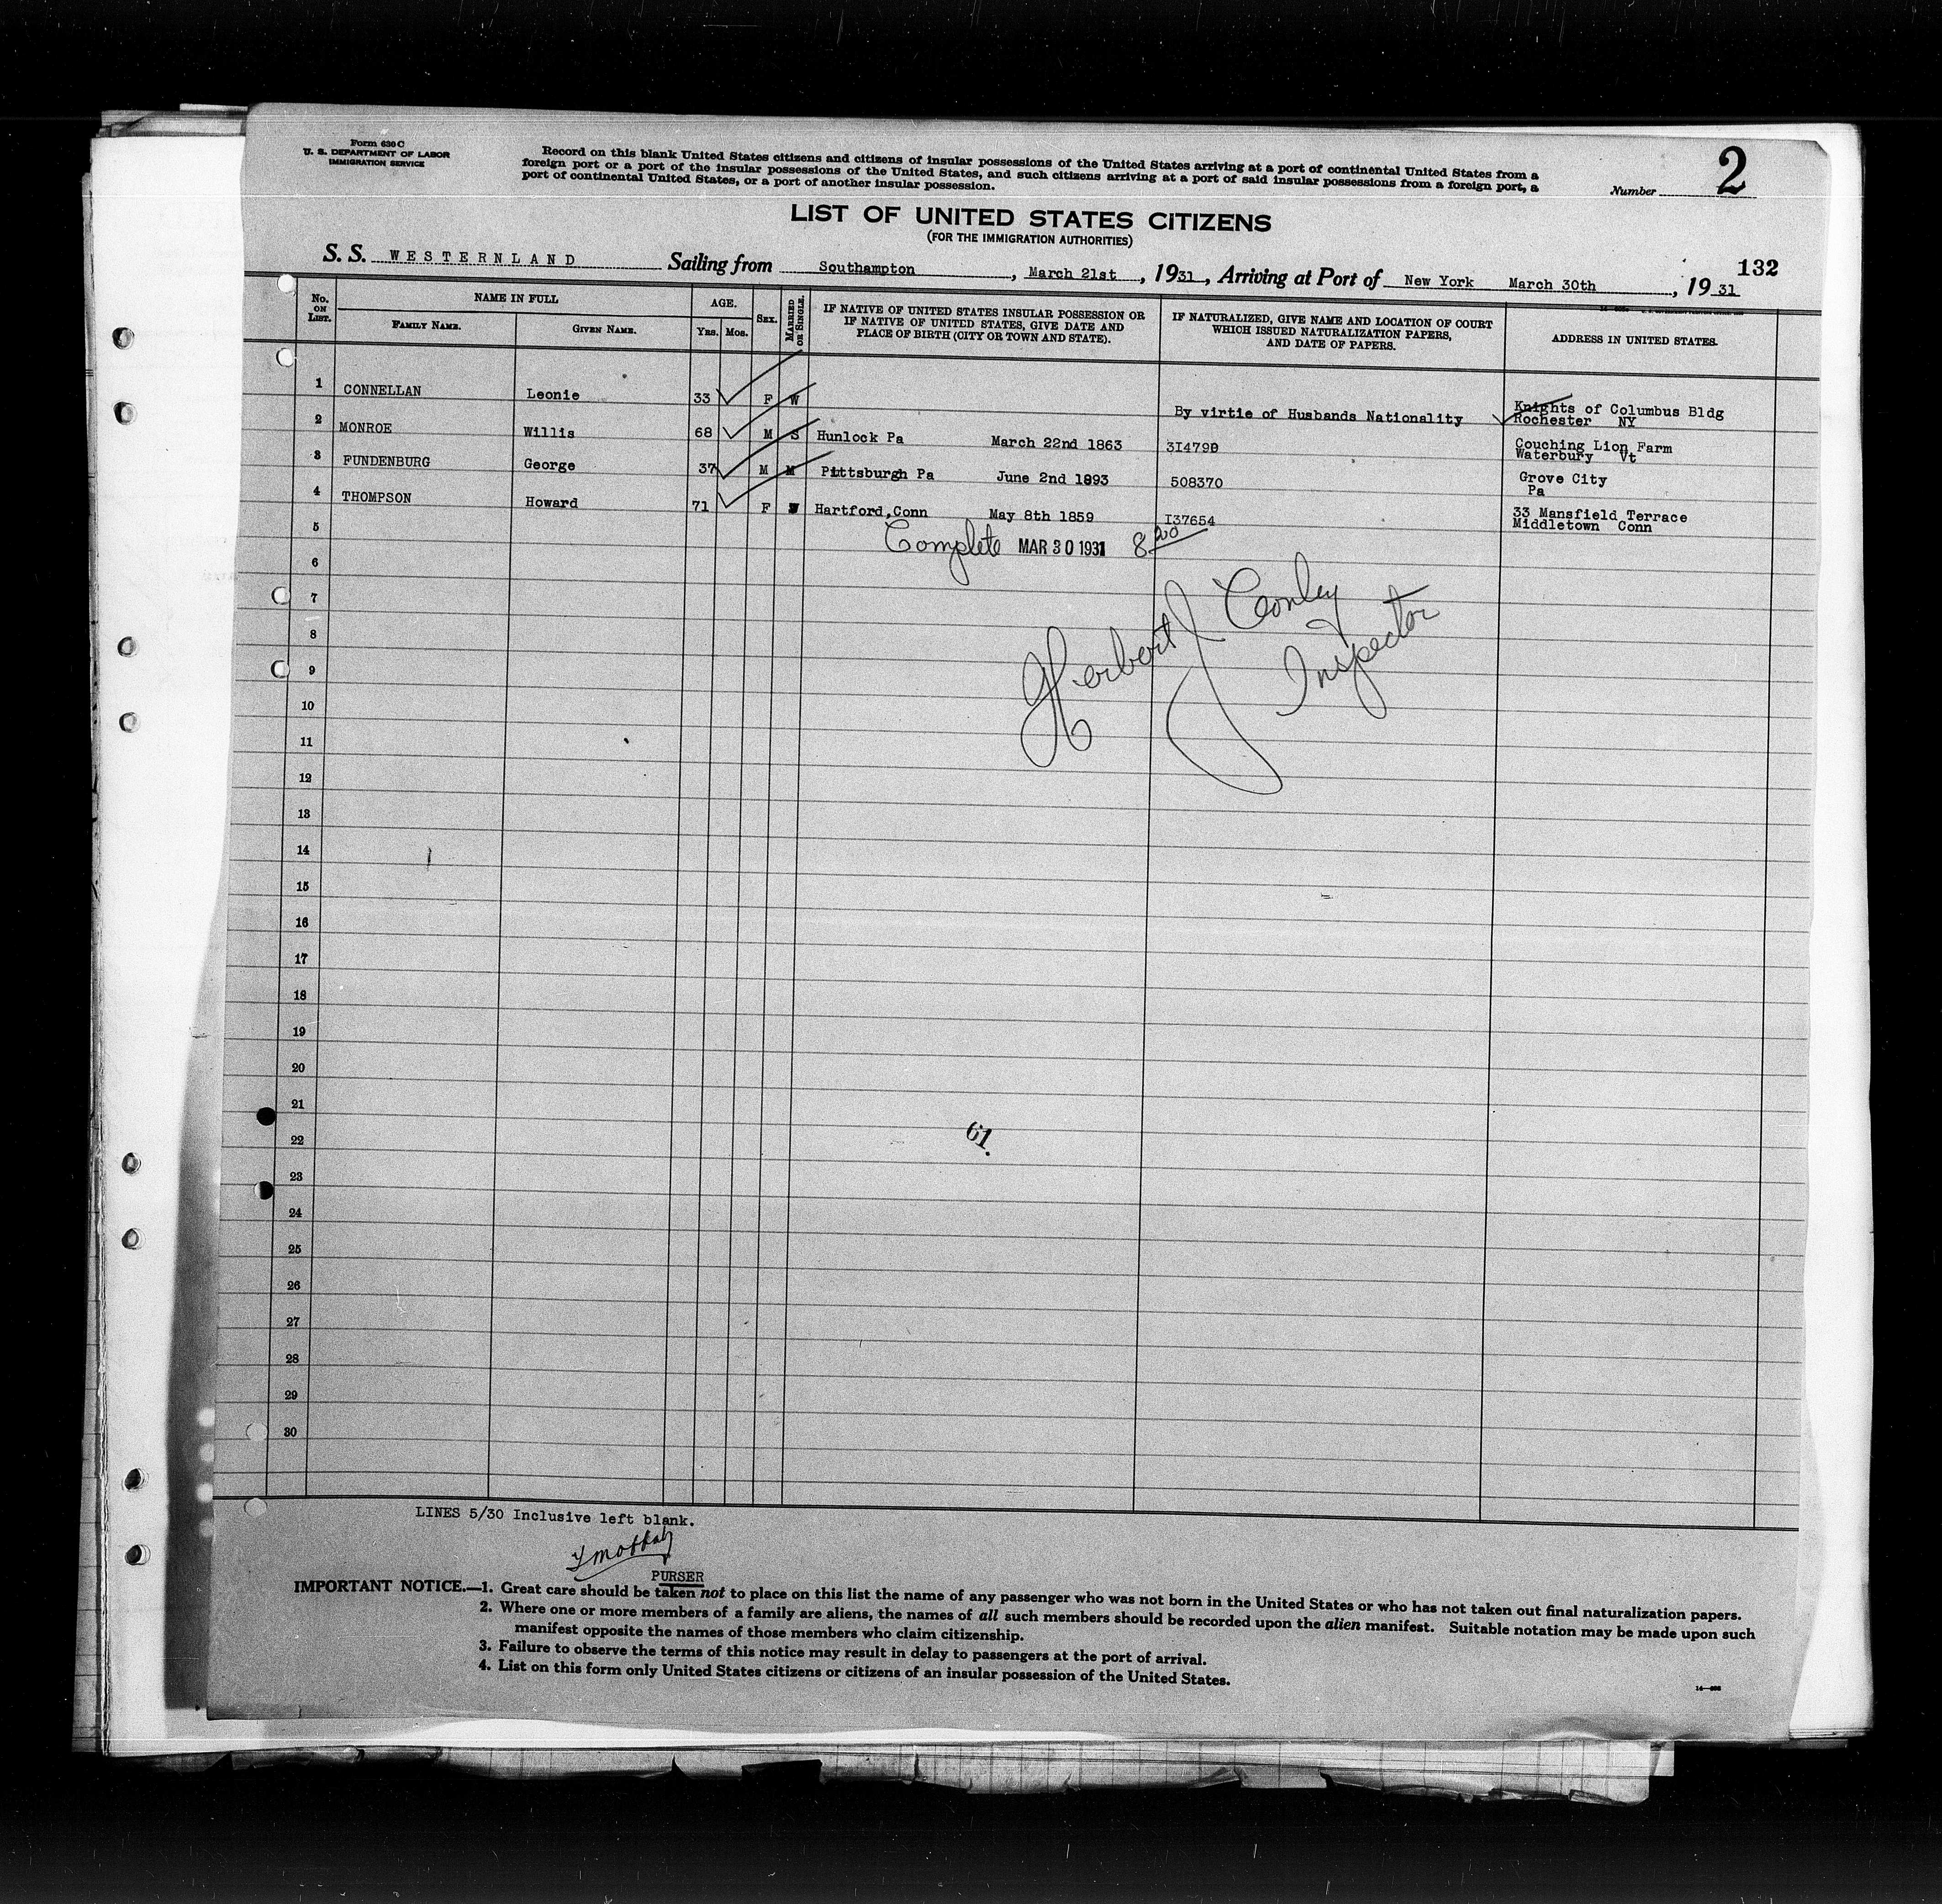 Form 630 C
U. S. DEPARTMENT OF LABOR
IMMIGRATION SERVICE
Record on this blank United States citizens and citizens of insular possessions of the United States arriving at a port of continental United States from a
foreign port or a port of the insular possessions of the United States, and such citizens arriving at a port of said insular possessions from a foreign port, a
port of continental United States, or a port of another insular possession.
Number 2
LIST OF UNITED STATES CITIZENS
(FOR THE IMMIGRATION AUTHORITIES)
132
S. S. WESTERNLAND Sailing from Southampton, March 21st, 1931, Arriving at Port of New York March 30th, 1931
No. ON LIST. NAME IN FULL FAMILY NAME. GIVEN NAME. AGE. Yrs. Mos. SEX. MARRIED OR SINGLE. IF NATIVE OF UNITED STATES INSULAR POSSESSION OR IF NATIVE OF UNITED STATES, GIVE DATE AND PLACE OF BIRTH (CITY OR TOWN AND STATE). IF NATURALIZED, GIVE NAME AND LOCATION OF COURT WHICH ISSUED NATURALIZATION PAPERS, AND DATE OF PAPERS. ADDRESS IN UNITED STATES.
1 CONNELLAN Leonie 33 F W By virtie of Husbands Nationality Knights of Columbus Bldg Rochester NY
2 MONROE Willis 68 M S Hunlock Pa March 22nd 1863 Couching Lion Farm Waterbury Vt
3 FUNDENBURG George 37 M M Pittsburgh Pa June 2nd 1893 508370 Grove City Pa
4 THOMPSON Howard 71 F W Hartford,Conn May 8th 1859 I37654 33 Mansfield Terrace Middletown Conn
5
Complete MAR 30 1931 8 20
6
7
8
9
Herbert J Conley
Inspector
10
11
12
13
14
15
16
17
18
19
20
21
22
61.
23
24
25
26
27
28
29
30
LINES 5/30 Inclusive left blank.
PURSER
IMPORTANT NOTICE.—1. Great care should be taken not to place on this list the name of any passenger who was not born in the United States or who has not taken out final naturalization papers.
2. Where one or more members of a family are aliens, the names of all such members should be recorded upon the alien manifest. Suitable notation may be made upon such
manifest opposite the names of those members who claim citizenship.
3. Failure to observe the terms of this notice may result in delay to passengers at the port of arrival.
4. List on this form only United States citizens or citizens of an insular possession of the United States.